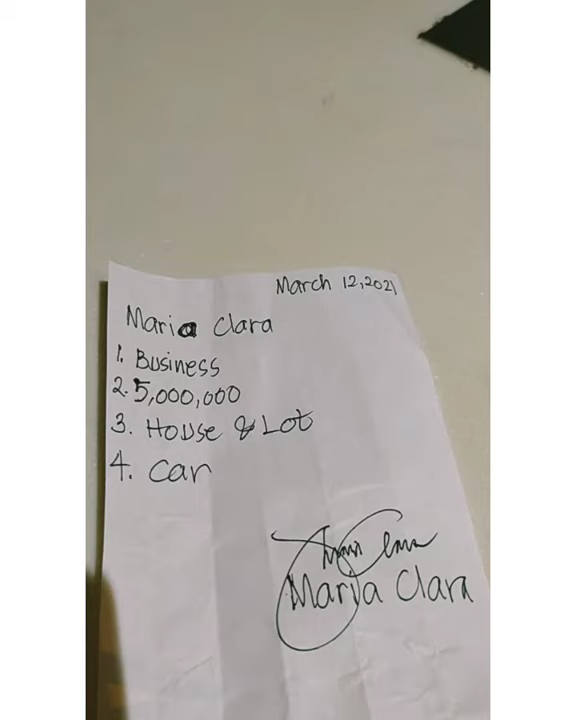 March 12, 2021
Maria Clara
1. Business
2. 5,000,000
3. House & Lot
4. Car
Maria Clara